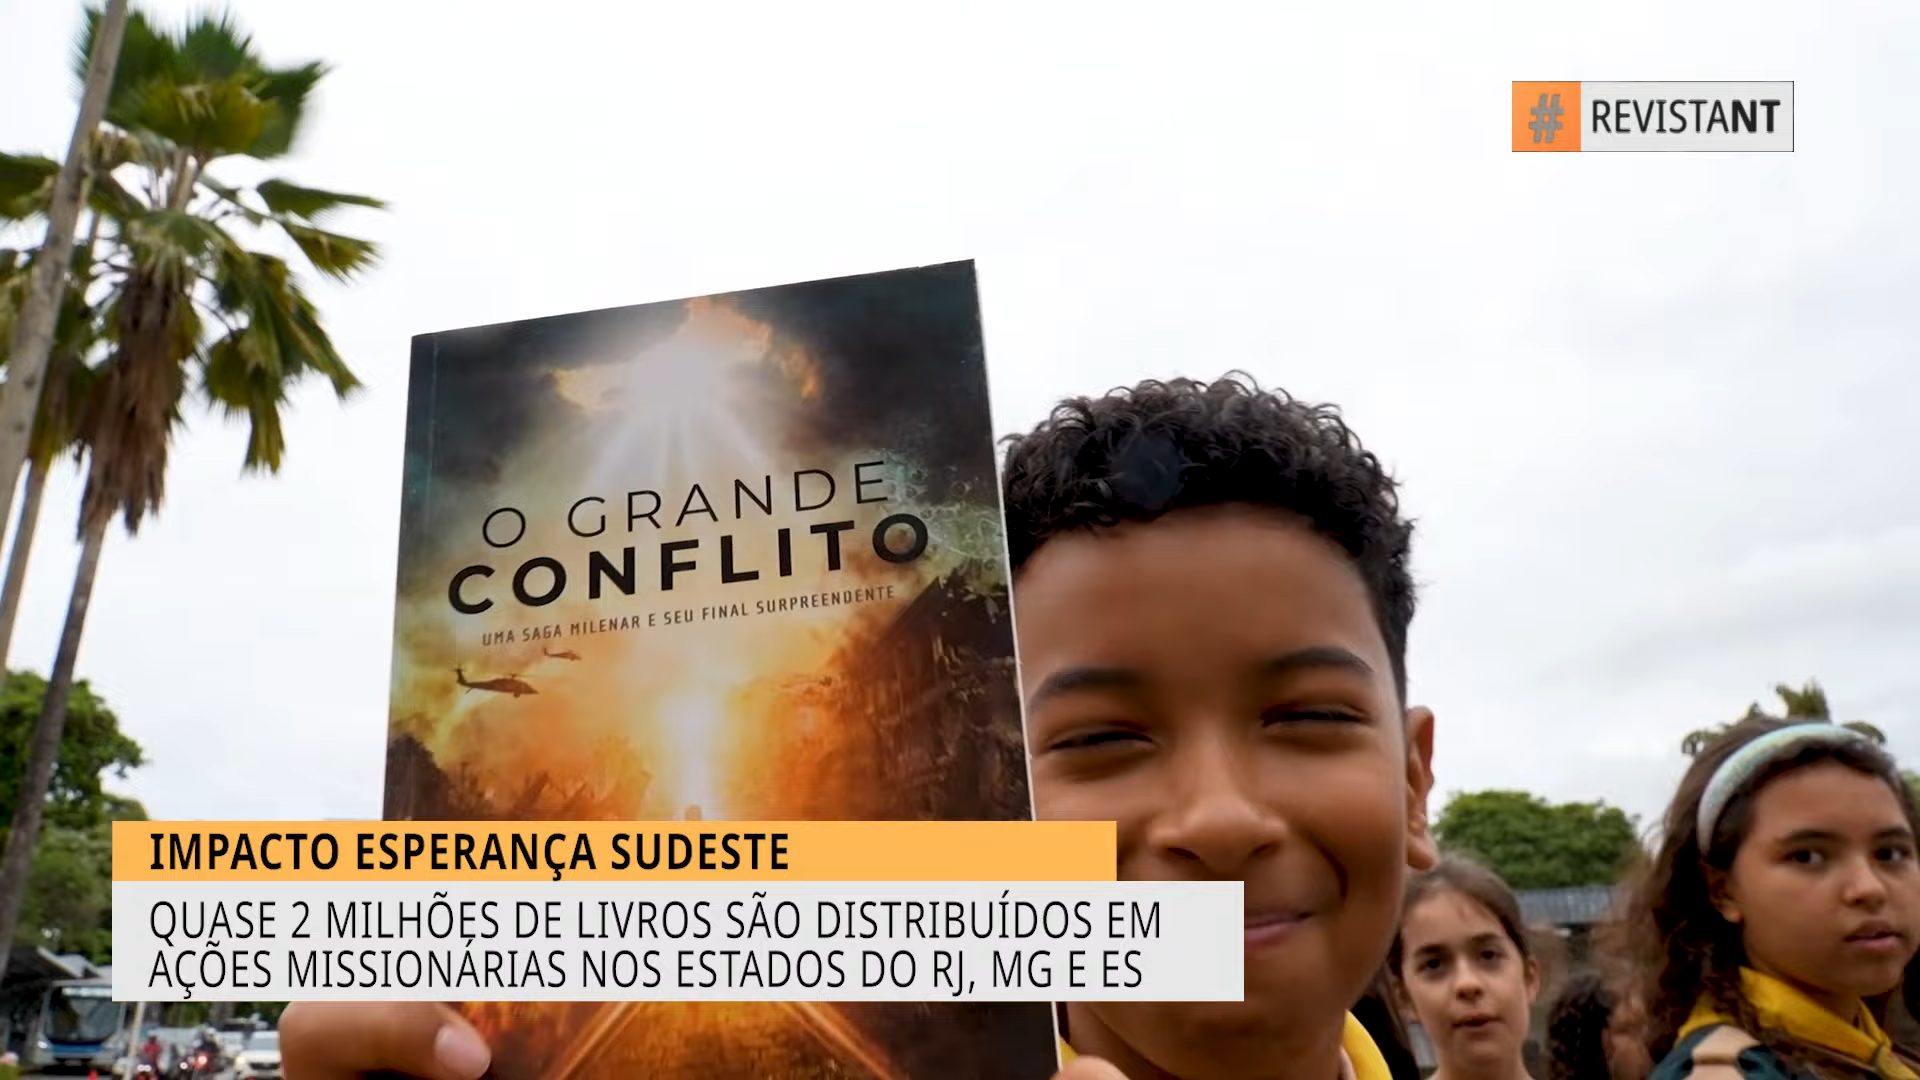 #REVISTANT
O GRANDE
CONFLITO
UMA SAGA MILENAR E SEU FINAL SURPREENDENTE
IMPACTO ESPERANÇA SUDESTE
QUASE 2 MILHÕES DE LIVROS SÃO DISTRIBUÍDOS EM
AÇÕES MISSIONÁRIAS NOS ESTADOS DO RJ, MG E ES